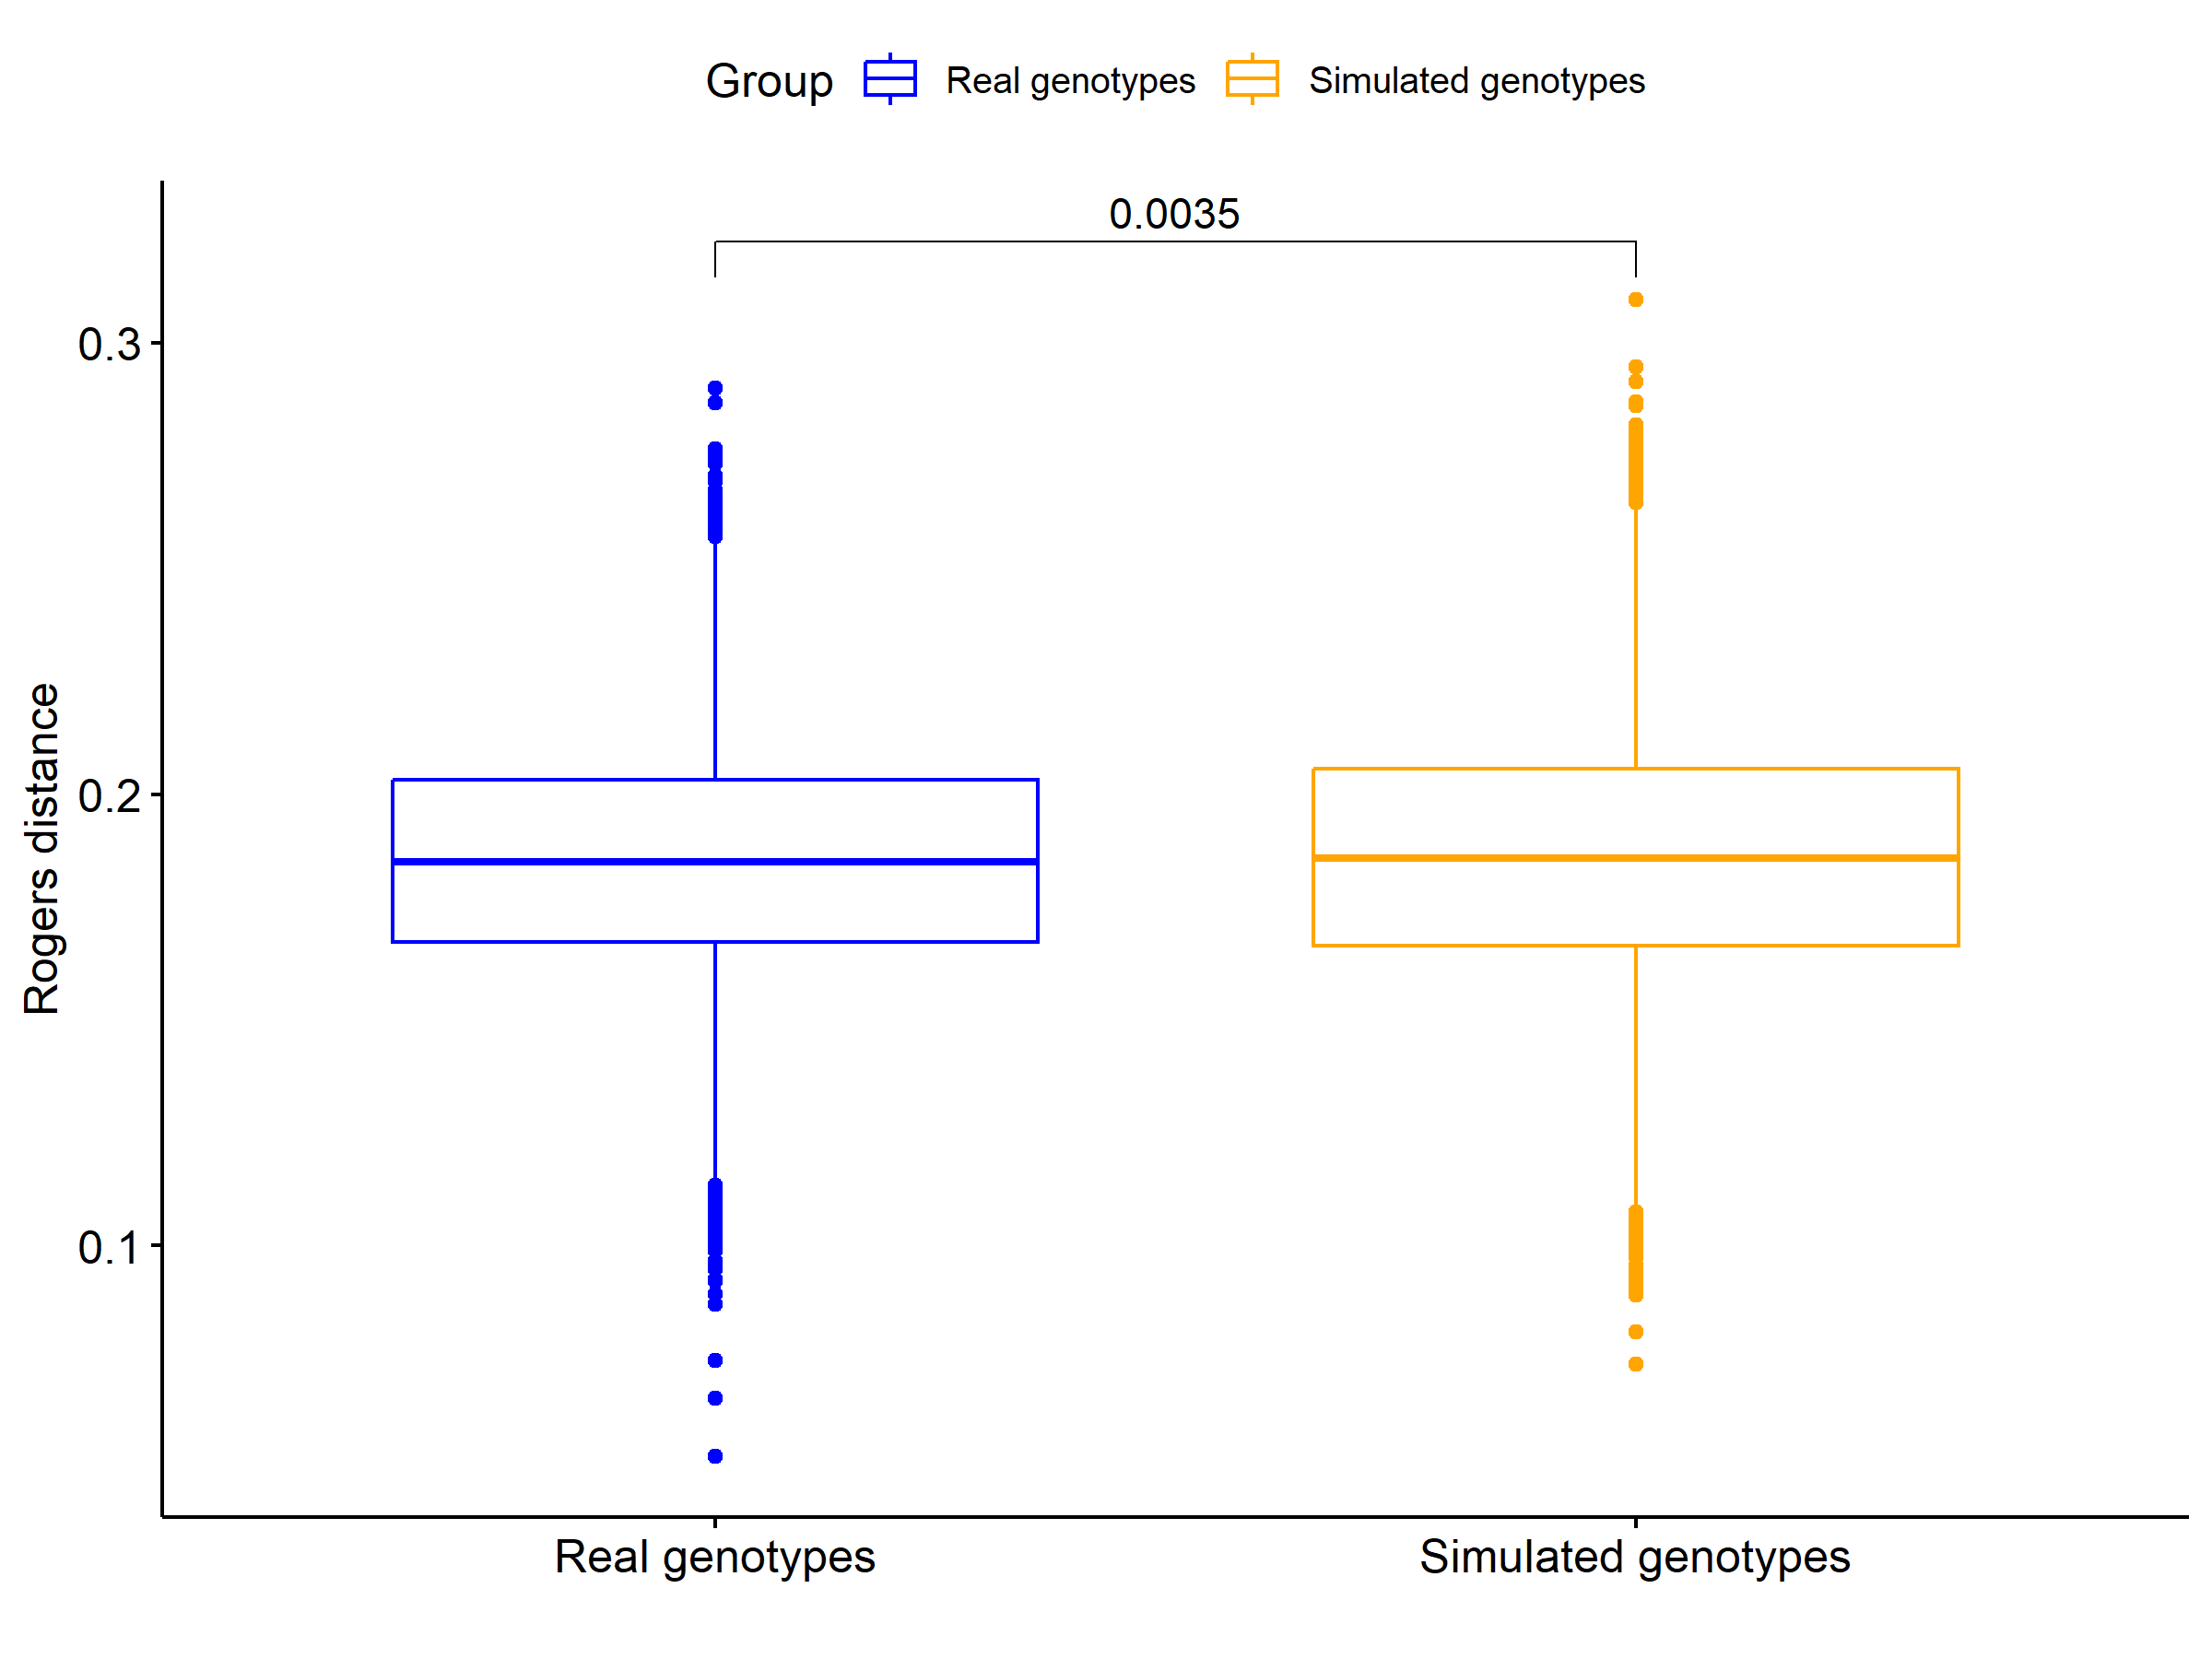 Group Real genotypes Simulated genotypes
0.0035
0.3
0.2
0.1
Rogers distance
Real genotypes Simulated genotypes